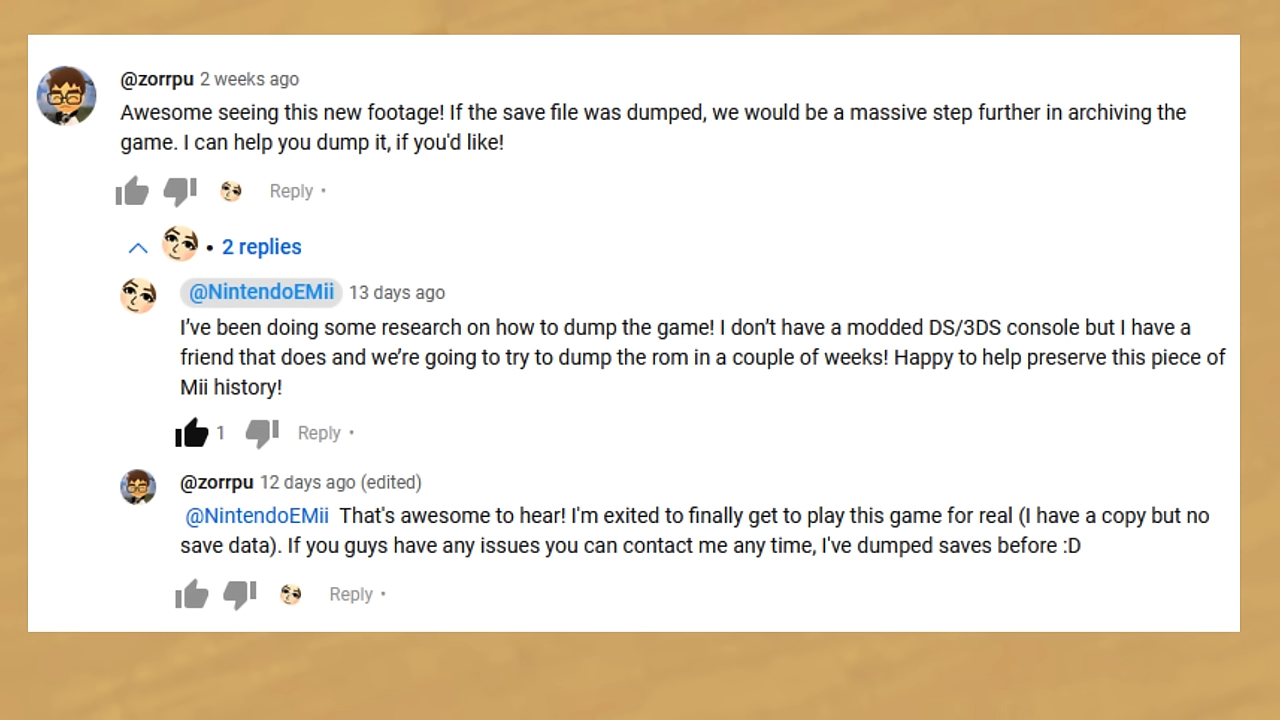 @zorrpu 2 weeks ago
Awesome seeing this new footage! If the save file was dumped, we would be a massive step further in archiving the
game. I can help you dump it, if you'd like!
Reply •
• 2 replies
@NintendoEMii 13 days ago
I’ve been doing some research on how to dump the game! I don’t have a modded DS/3DS console but I have a
friend that does and we’re going to try to dump the rom in a couple of weeks! Happy to help preserve this piece of
Mii history!
1 Reply •
@zorrpu 12 days ago (edited)
@NintendoEMii That's awesome to hear! I'm exited to finally get to play this game for real (I have a copy but no
save data). If you guys have any issues you can contact me any time, I've dumped saves before :D
Reply •